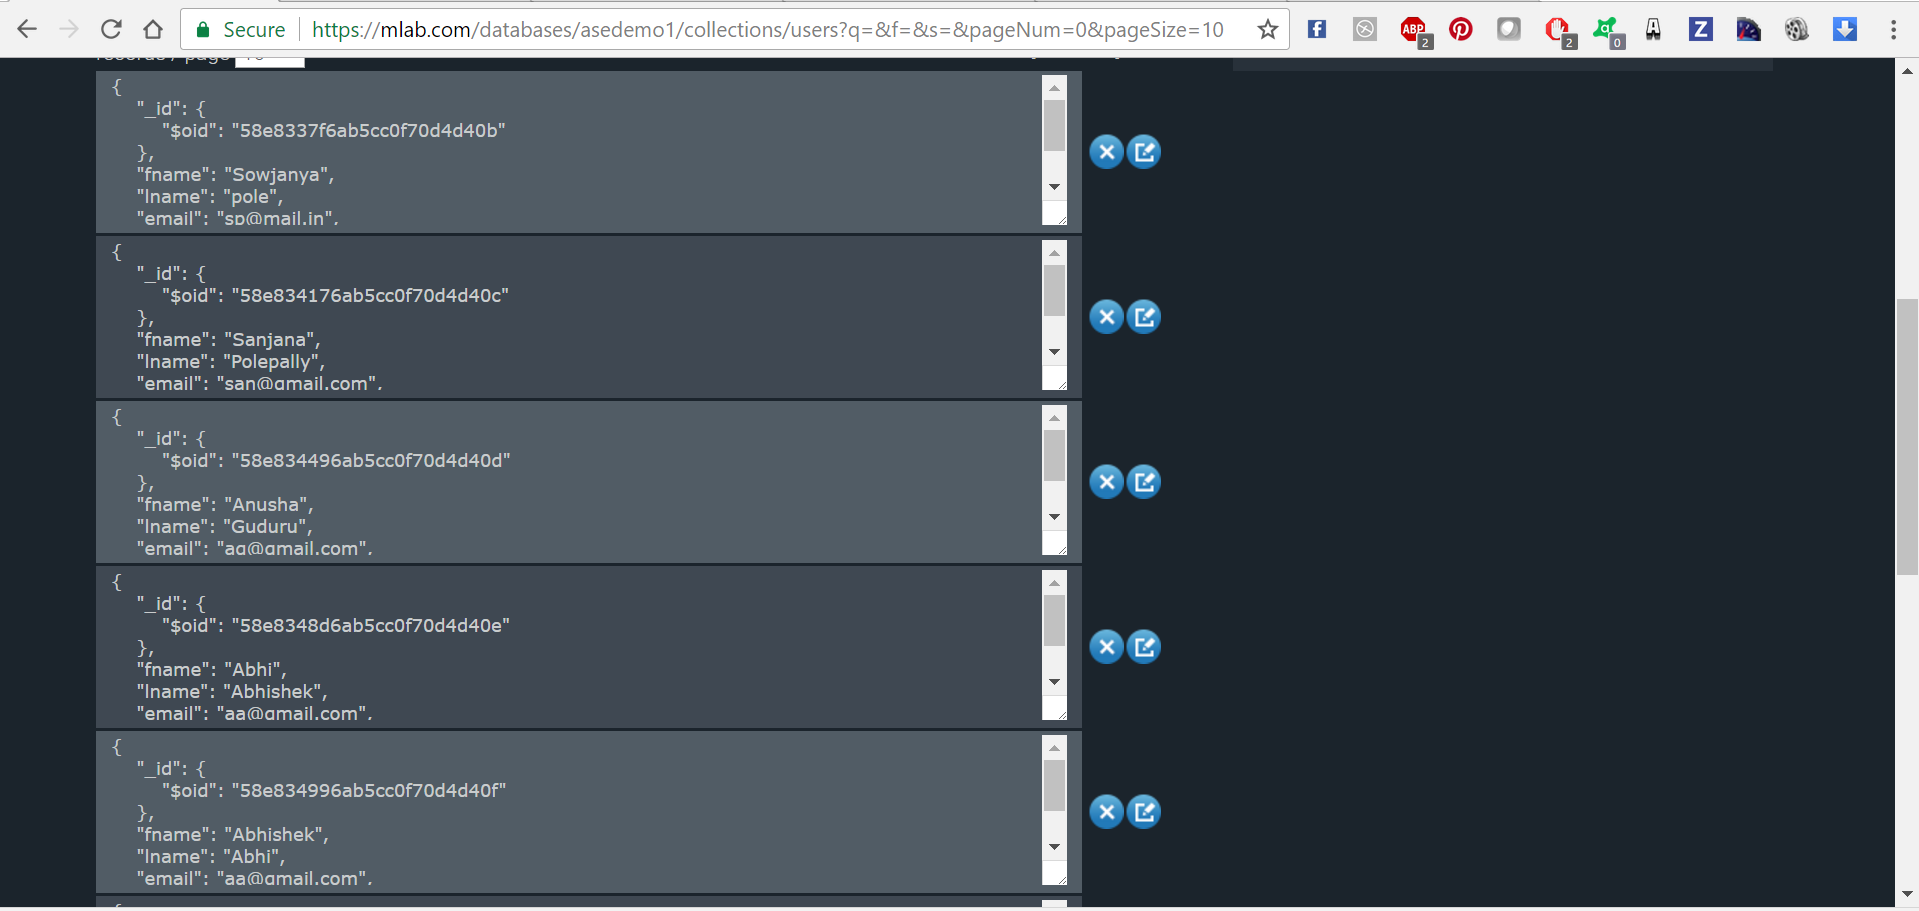 Secure https://mlab.com/databases/asedemo1/collections/users?q=&f=&s=&pageNum=0&pageSize=10
ABP 2 2 0 Z
records / page 10
{
"_id": {
"$oid": "58e8337f6ab5cc0f70d4d40b"
},
"fname": "Sowjanya",
"lname": "pole",
"email": "sp@mail.in",
{
"_id": {
"$oid": "58e834176ab5cc0f70d4d40c"
},
"fname": "Sanjana",
"lname": "Polepally",
"email": "san@gmail.com",
{
"_id": {
"$oid": "58e834496ab5cc0f70d4d40d"
},
"fname": "Anusha",
"lname": "Guduru",
"email": "ag@gmail.com",
{
"_id": {
"$oid": "58e8348d6ab5cc0f70d4d40e"
},
"fname": "Abhi",
"lname": "Abhishek",
"email": "aa@gmail.com",
{
"_id": {
"$oid": "58e834996ab5cc0f70d4d40f"
},
"fname": "Abhishek",
"lname": "Abhi",
"email": "aa@gmail.com",
{